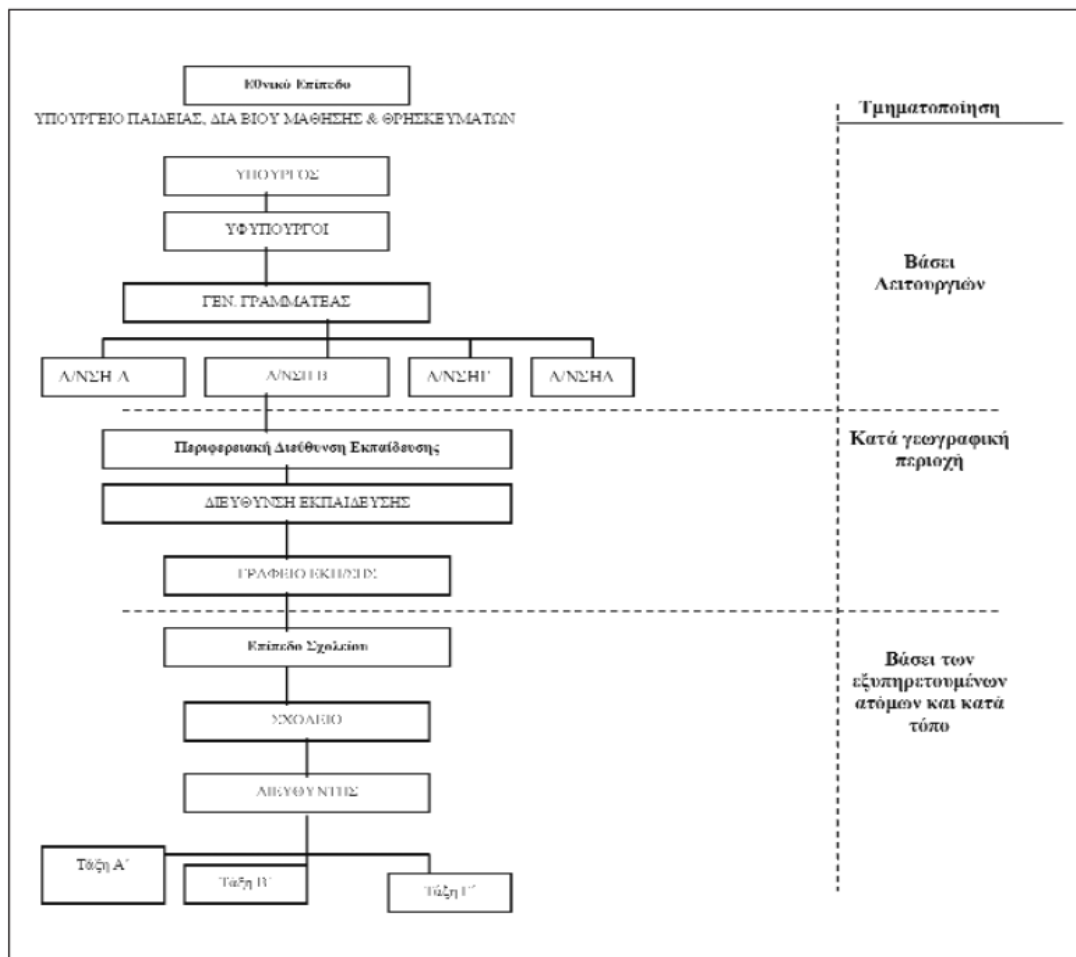 Εθνικό Επίπεδο
ΥΠΟΥΡΓΕΙΟ ΠΑΙΔΕΙΑΣ, ΔΙΑ ΒΙΟΥ ΜΑΘΗΣΗΣ & ΘΡΗΣΚΕΥΜΑΤΩΝ
Τμηματοποίηση
ΥΠΟΥΡΓΟΣ
ΥΦΥΠΟΥΡΓΟΙ
Βάσει
Λειτουργιών
ΓΕΝ. ΓΡΑΜΜΑΤΕΑΣ
Δ/ΝΣΗ Α
Δ/ΝΣΗ Β
Δ/ΝΣΗΓ
Δ/ΝΣΗΔ
Περιφερειακή Διεύθυνση Εκπαίδευσης
Κατά γεωγραφική
περιοχή
ΔΙΕΥΘΥΝΣΗ ΕΚΠΑΙΔΕΥΣΗΣ
ΓΡΑΦΕΙΟ ΕΚΠ/ΣΗΣ
Επίπεδο Σχολείου
Βάσει των
εξυπηρετουμένων
ατόμων και κατά
τόπο
ΣΧΟΛΕΙΟ
ΔΙΕΥΘΥΝΤΗΣ
Τάξη Α΄
Τάξη Β΄
Τάξη Γ΄